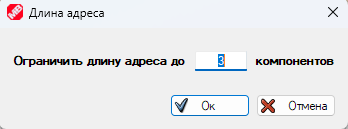 Длина адреса
Ограничить длину адреса до 3 компонентов
Ок Отмена